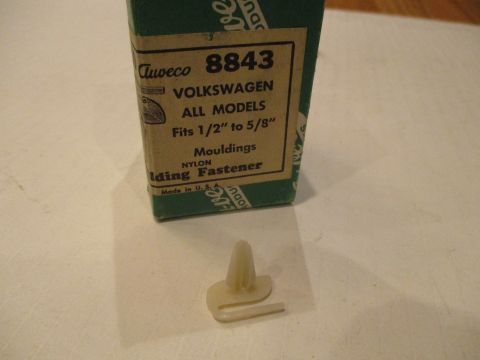 Auveco 8843
VOLKSWAGEN
ALL MODELS
Fits 1/2" to 5/8"
Mouldings
NYLON
lding Fastener
Made in U.S.A